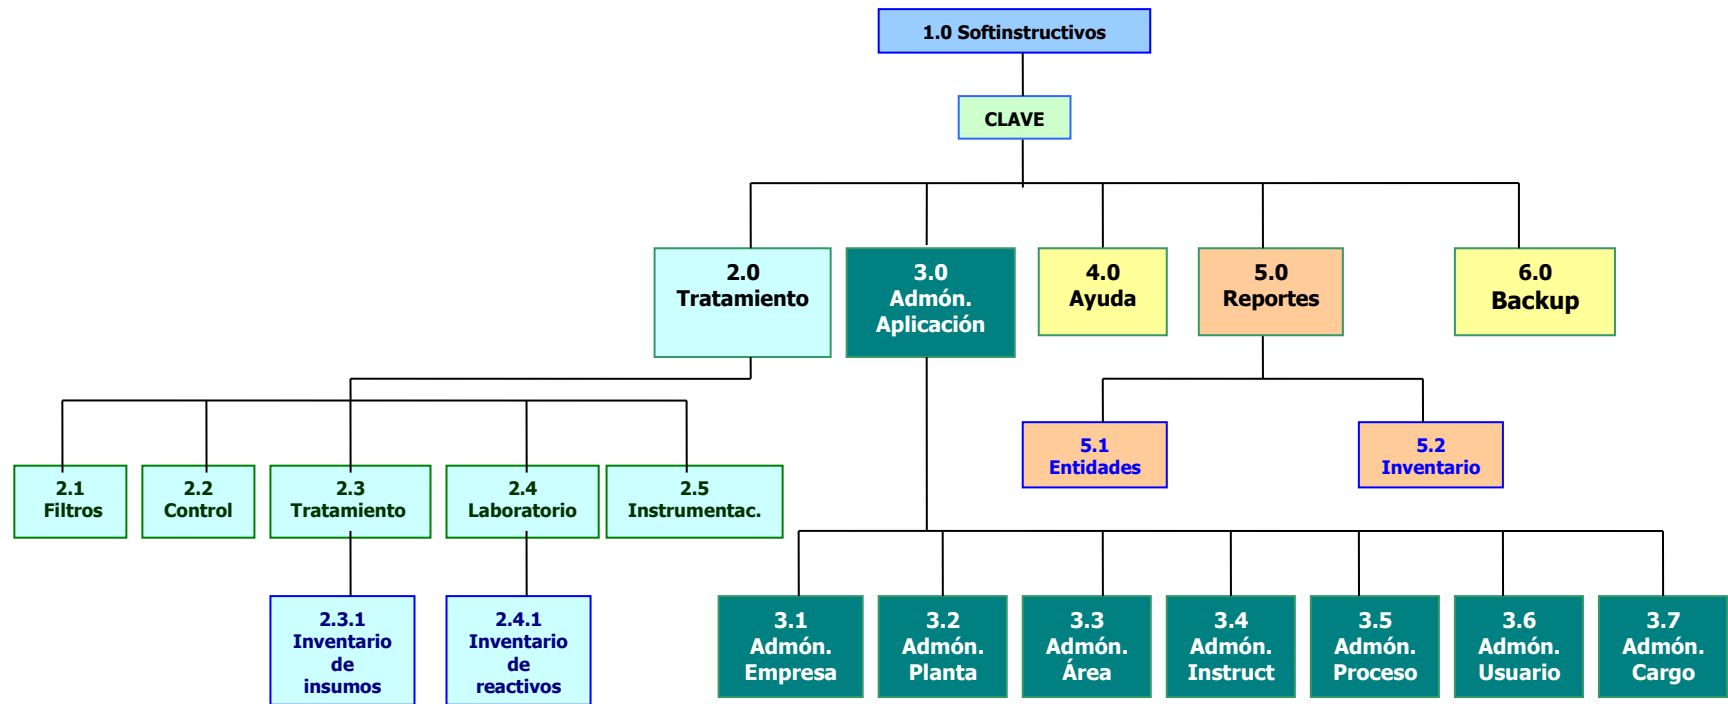 1.0 Softinstructivos
CLAVE
2.0
Tratamiento
3.0
Admón.
Aplicación
4.0
Ayuda
5.0
Reportes
6.0
Backup
5.1
Entidades
5.2
Inventario
2.1
Filtros
2.2
Control
2.3
Tratamiento
2.4
Laboratorio
2.5
Instrumentac.
2.3.1
Inventario
de
insumos
2.4.1
Inventario
de
reactivos
3.1
Admón.
Empresa
3.2
Admón.
Planta
3.3
Admón.
Área
3.4
Admón.
Instruct
3.5
Admón.
Proceso
3.6
Admón.
Usuario
3.7
Admón.
Cargo